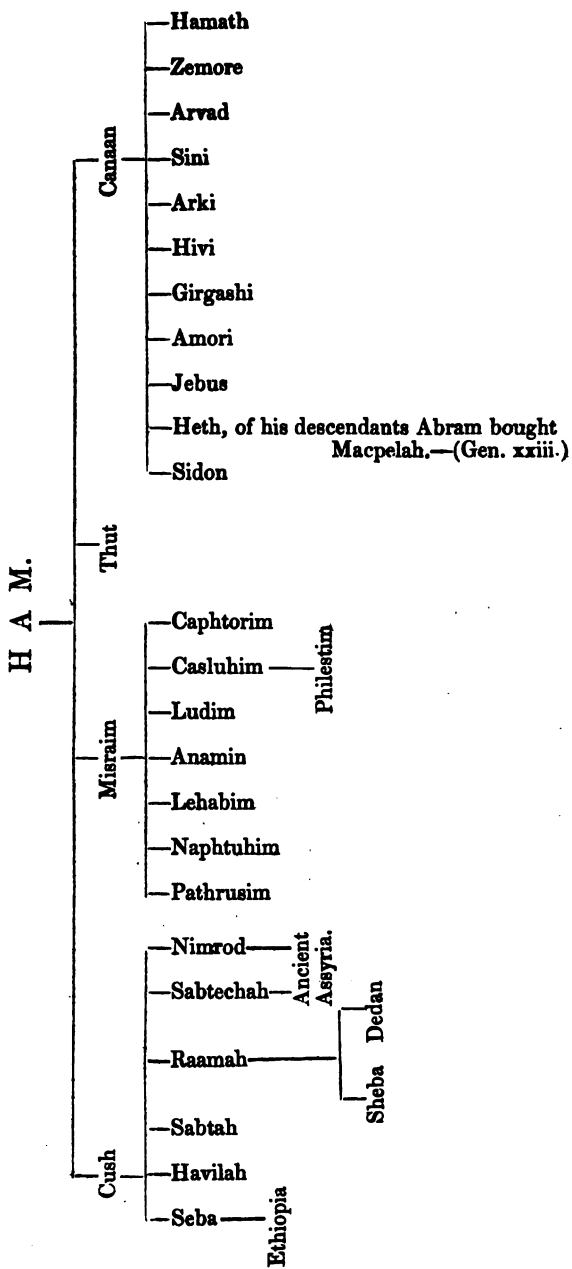 H A M.
Canaan
Hamath
Zemore
Arvad
Sini
Arki
Hivi
Girgashi
Amori
Jebus
Heth, of his descendants Abram bought
Macpelah.—(Gen. xxiii.)
Sidon
Thut
Misraim
Caphtorim
Casluhim
Philestim
Ludim
Anamin
Lehabim
Naphtuhim
Pathrusim
Cush
Nimrod
Sabtechah
Ancient
Assyria.
Raamah
Dedan
Sheba
Sabtah
Havilah
Seba
Ethiopia